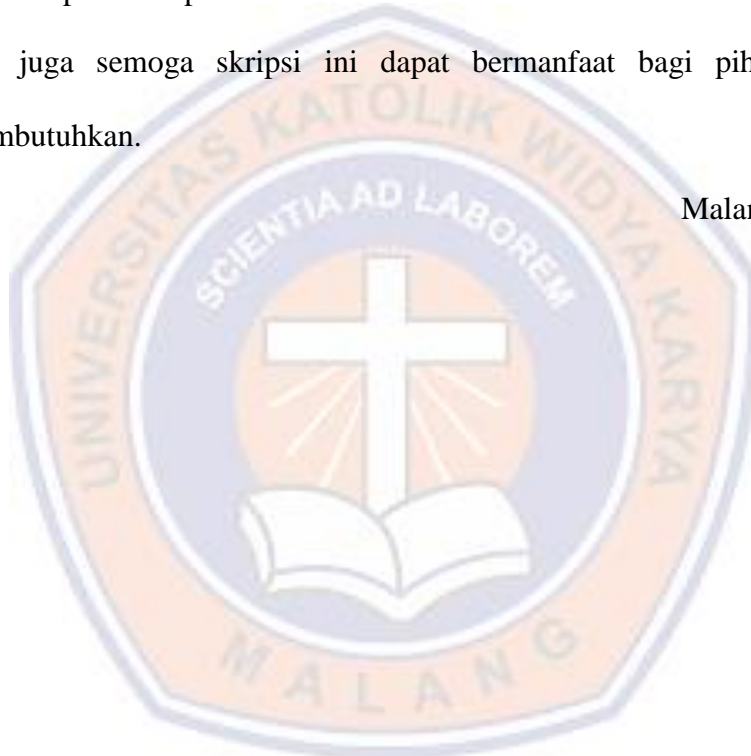 juga semoga skripsi ini dapat bermanfaat bagi pih
mbutuhkan.
Malan
UNIVERSITAS KATOLIK WIDYA KARYA
SCIENTIA AD LABOREM
MALANG